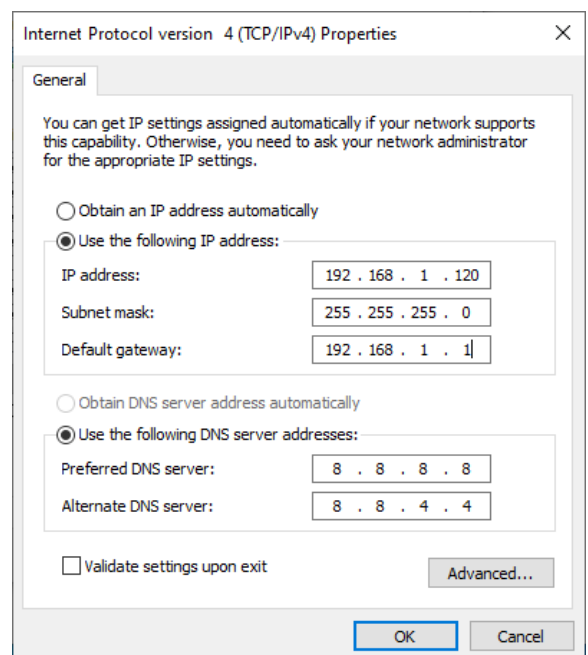 Internet Protocol version 4 (TCP/IPv4) Properties
General
You can get IP settings assigned automatically if your network supports
this capability. Otherwise, you need to ask your network administrator
for the appropriate IP settings.
Obtain an IP address automatically
Use the following IP address:
IP address: 192 . 168 . 1 . 120
Subnet mask: 255 . 255 . 255 . 0
Default gateway: 192 . 168 . 1 . 1
Obtain DNS server address automatically
Use the following DNS server addresses:
Preferred DNS server: 8 . 8 . 8 . 8
Alternate DNS server: 8 . 8 . 4 . 4
Validate settings upon exit
Advanced...
OK Cancel